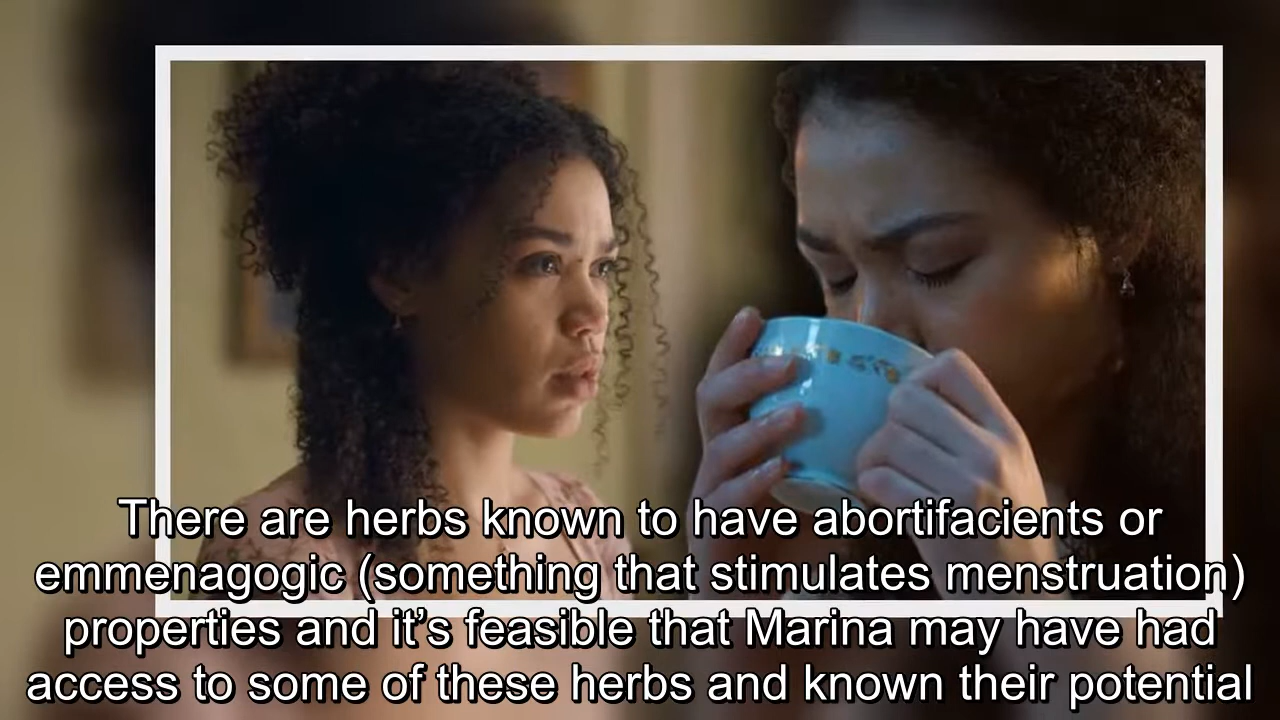 There are herbs known to have abortifacients or
emmenagogic (something that stimulates menstruation)
properties and it’s feasible that Marina may have had
access to some of these herbs and known their potential